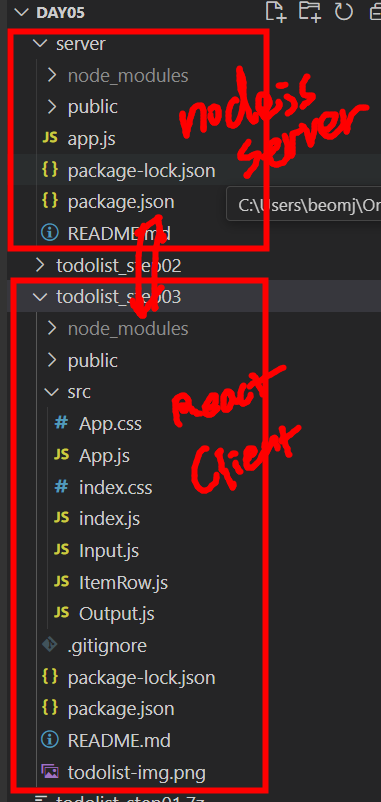 DAY05
server
node_modules
public
JS app.js
{} package-lock.json
{} package.json
C:\Users\beomj\On
README.md
nodejs
server
todolist_step02
todolist_step03
node_modules
public
src
# App.css
JS App.js
# index.css
JS index.js
JS Input.js
JS ItemRow.js
JS Output.js
React
Client
.gitignore
{} package-lock.json
{} package.json
README.md
todolist-img.png
todolist_step01.7z